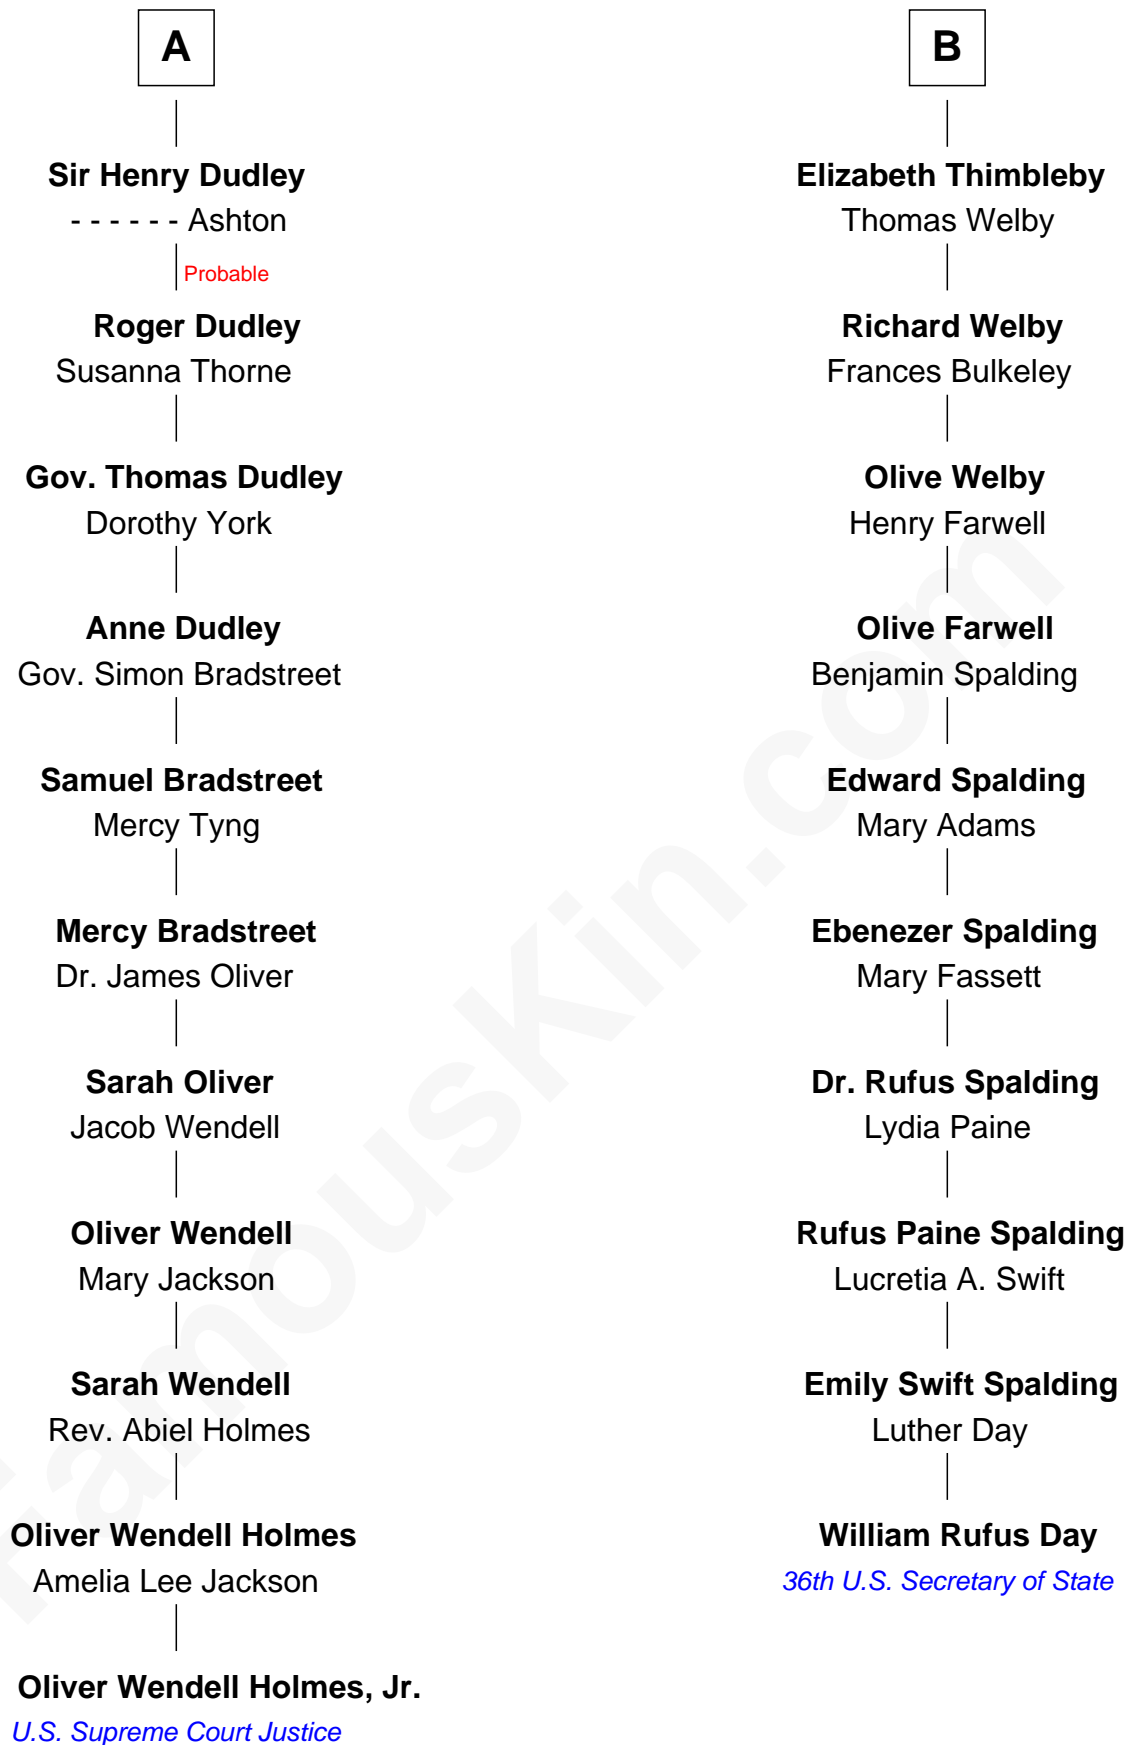 A
Sir Henry Dudley
- - - - - - Ashton
Probable
Roger Dudley
Susanna Thorne
Gov. Thomas Dudley
Dorothy York
Anne Dudley
Gov. Simon Bradstreet
Samuel Bradstreet
Mercy Tyng
Mercy Bradstreet
Dr. James Oliver
Sarah Oliver
Jacob Wendell
Oliver Wendell
Mary Jackson
Sarah Wendell
Rev. Abiel Holmes
Oliver Wendell Holmes
Amelia Lee Jackson
Oliver Wendell Holmes, Jr.
U.S. Supreme Court Justice
B
Elizabeth Thimbleby
Thomas Welby
Richard Welby
Frances Bulkeley
Olive Welby
Henry Farwell
Olive Farwell
Benjamin Spalding
Edward Spalding
Mary Adams
Ebenezer Spalding
Mary Fassett
Dr. Rufus Spalding
Lydia Paine
Rufus Paine Spalding
Lucretia A. Swift
Emily Swift Spalding
Luther Day
William Rufus Day
36th U.S. Secretary of State
FamousKin.com